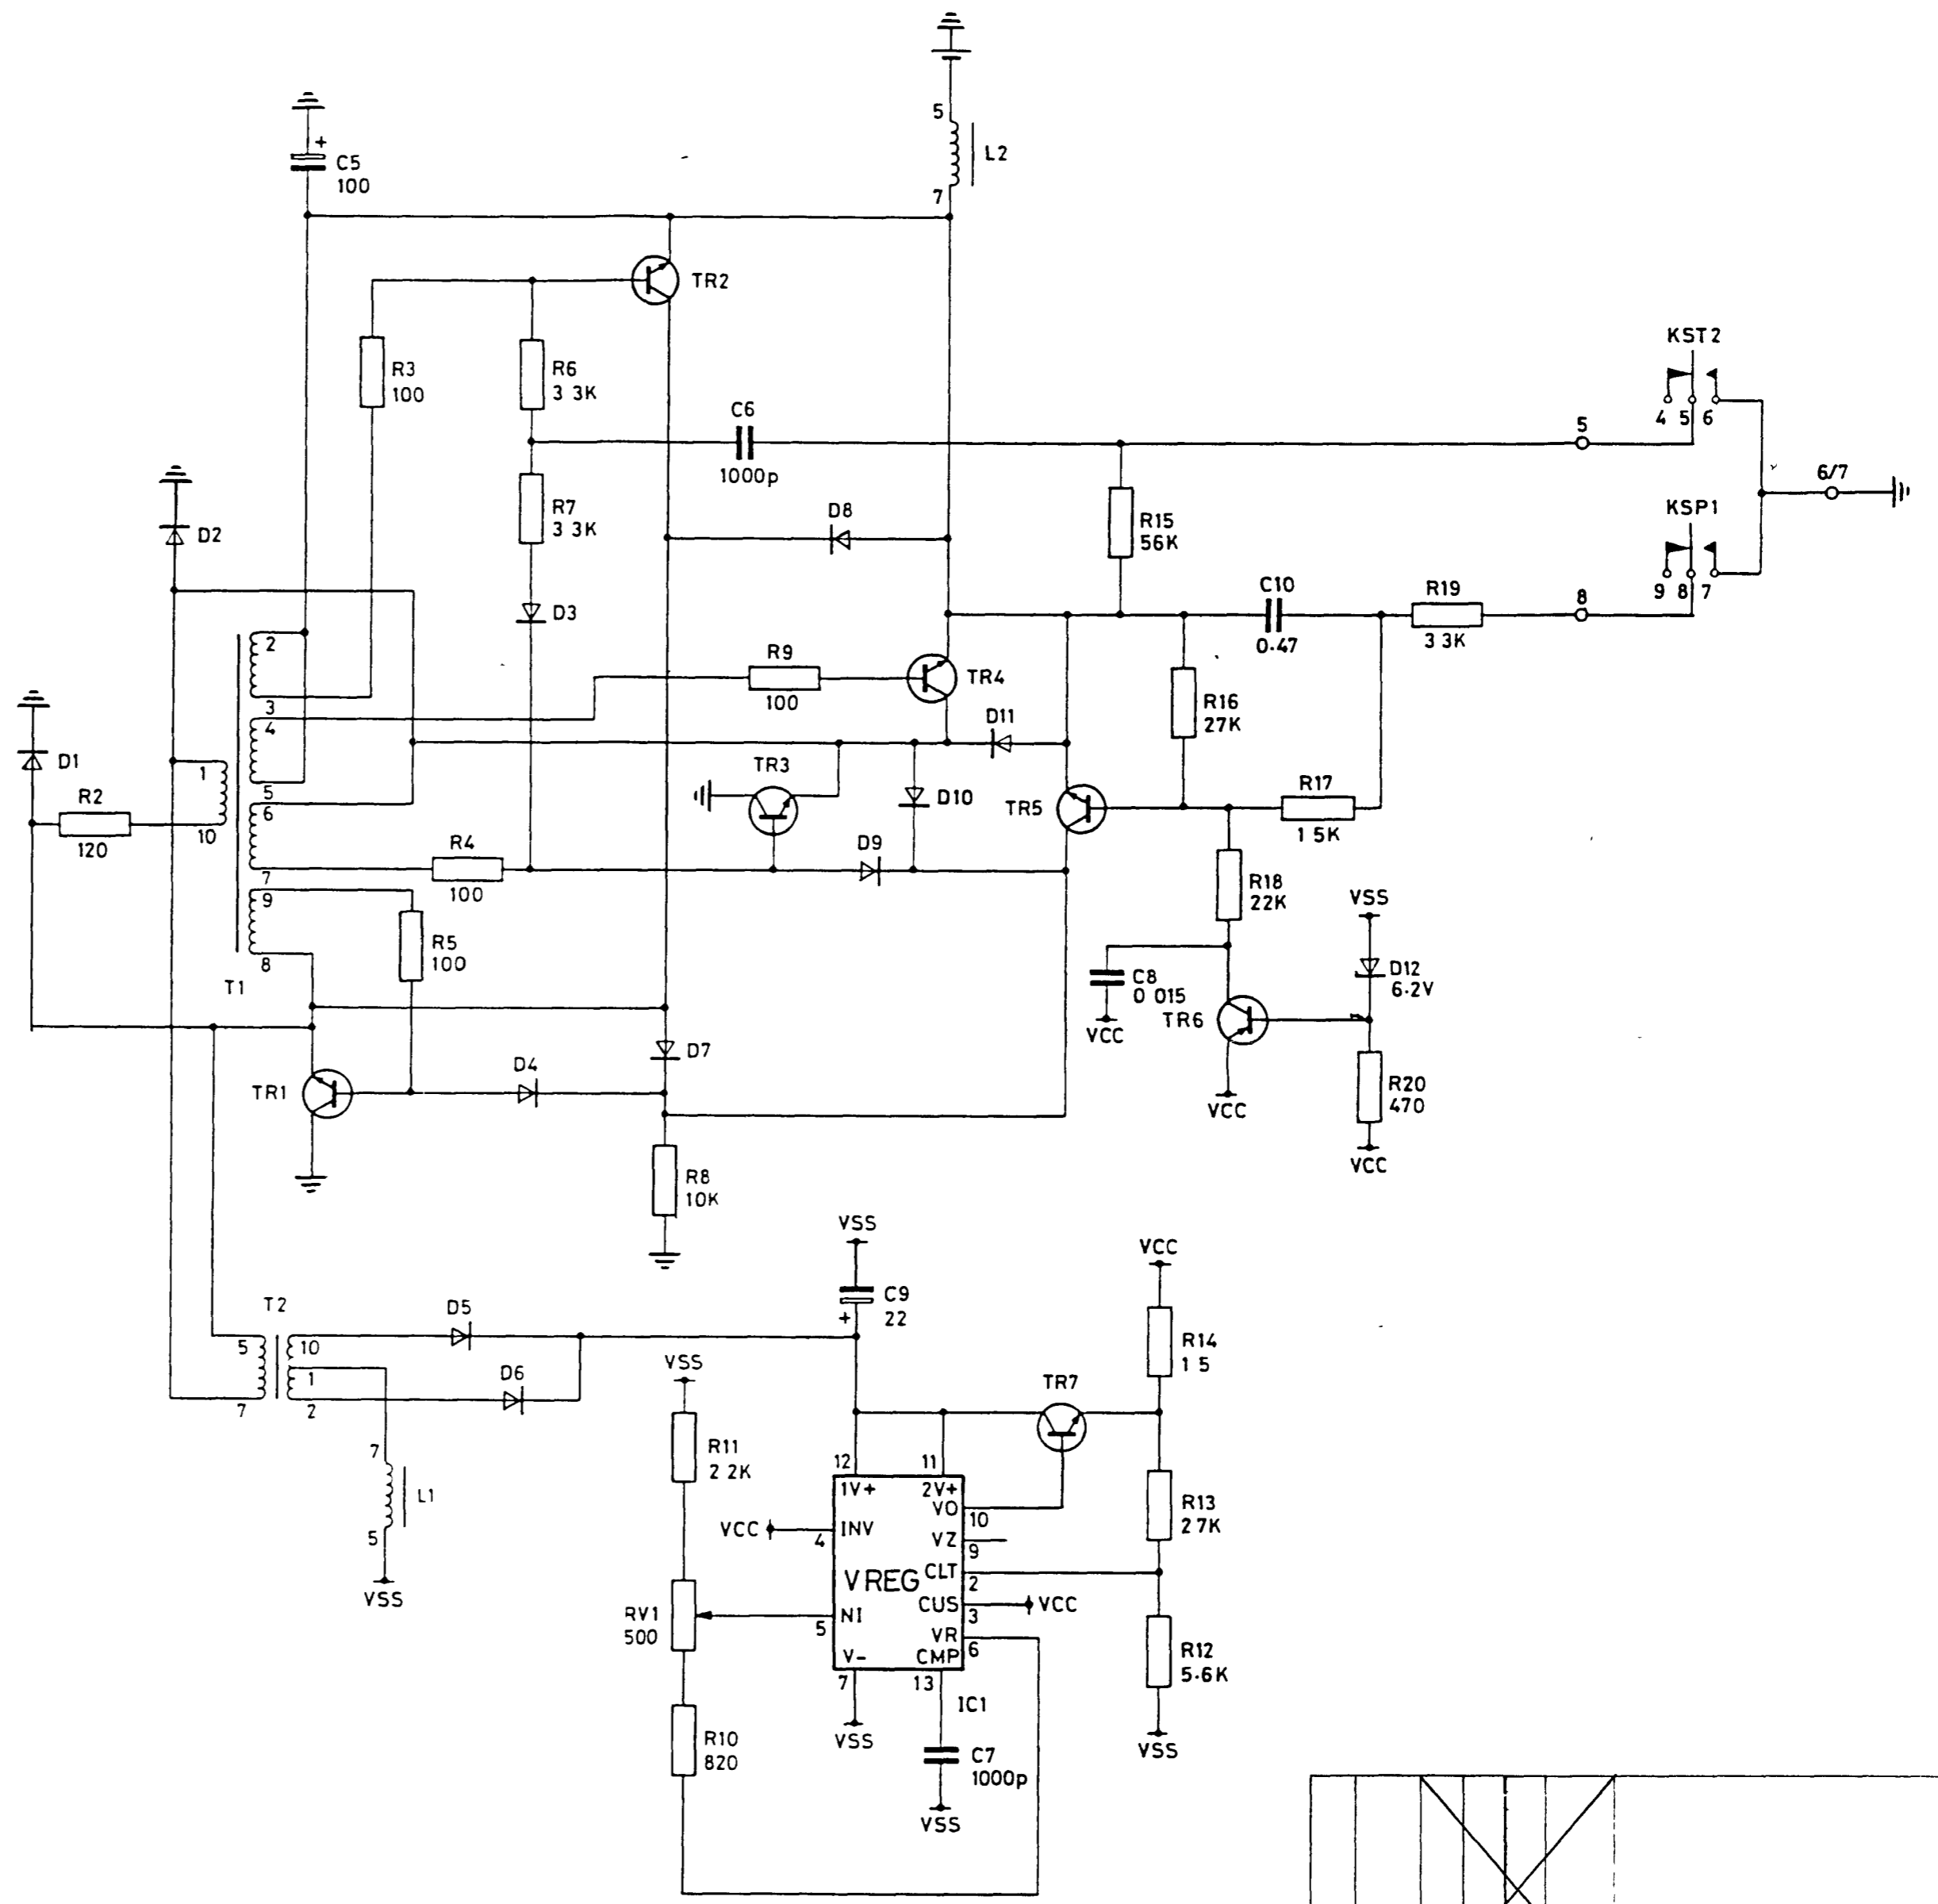 5
L2
7
+
C5
100
TR2
R3
100
R6
3 3K
C6
1000p
R7
3 3K
D2
D8
R15
56K
KST2
4 5 6
5
6/7
KSP1
9 8 7
8
C10
0·47
R19
3 3K
D3
2
3
4
5
6
7
9
8
1
10
T1
D1
R2
120
R9
100
TR4
R16
27K
D11
TR3
D10
TR5
R17
1 5K
R4
100
D9
R18
22K
VSS
D12
6·2V
R5
100
C8
0 015
VCC
TR6
VCC
R20
470
VCC
D7
D4
TR1
R8
10K
VSS
C9
+
22
VCC
R14
1 5
T2
5
7
10
1
2
D5
D6
7
L1
5
VSS
VSS
R11
2 2K
TR7
12
11
1V+
2V+
VO
10
VCC
INV
4
VZ
9
VREG
CLT
2
CUS
3
VCC
R13
2 7K
RV1
500
NI
5
VR
6
V-
7
CMP
13
IC1
VSS
R12
5·6K
VSS
R10
820
C7
1000p
VSS